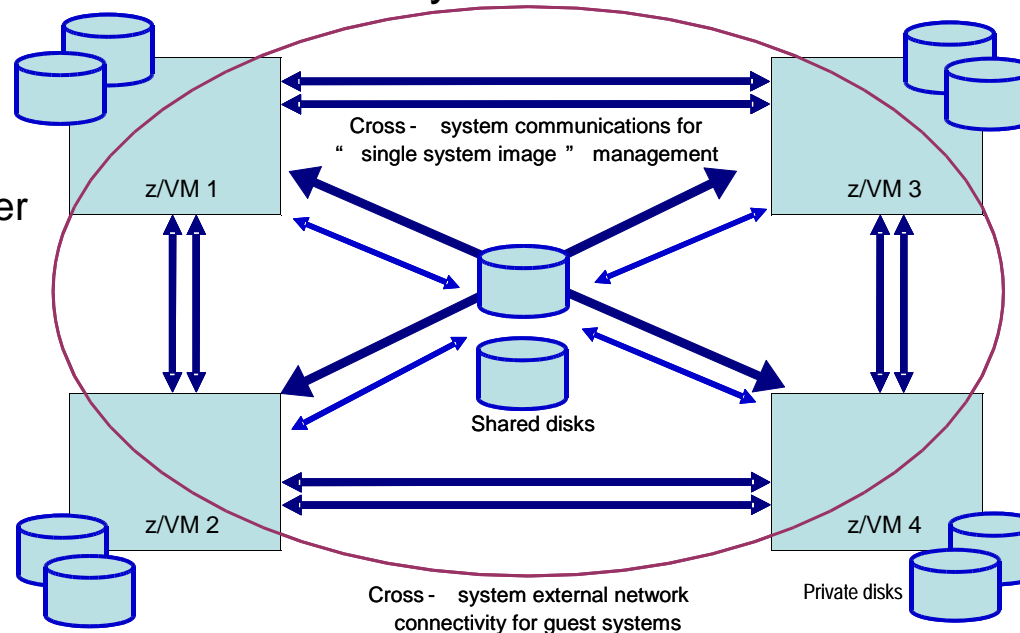 y
Cross - system communications for
“ single system image ” management
z/VM 1
z/VM 3
er
Shared disks
z/VM 2
z/VM 4
Private disks
Cross - system external network
connectivity for guest systems